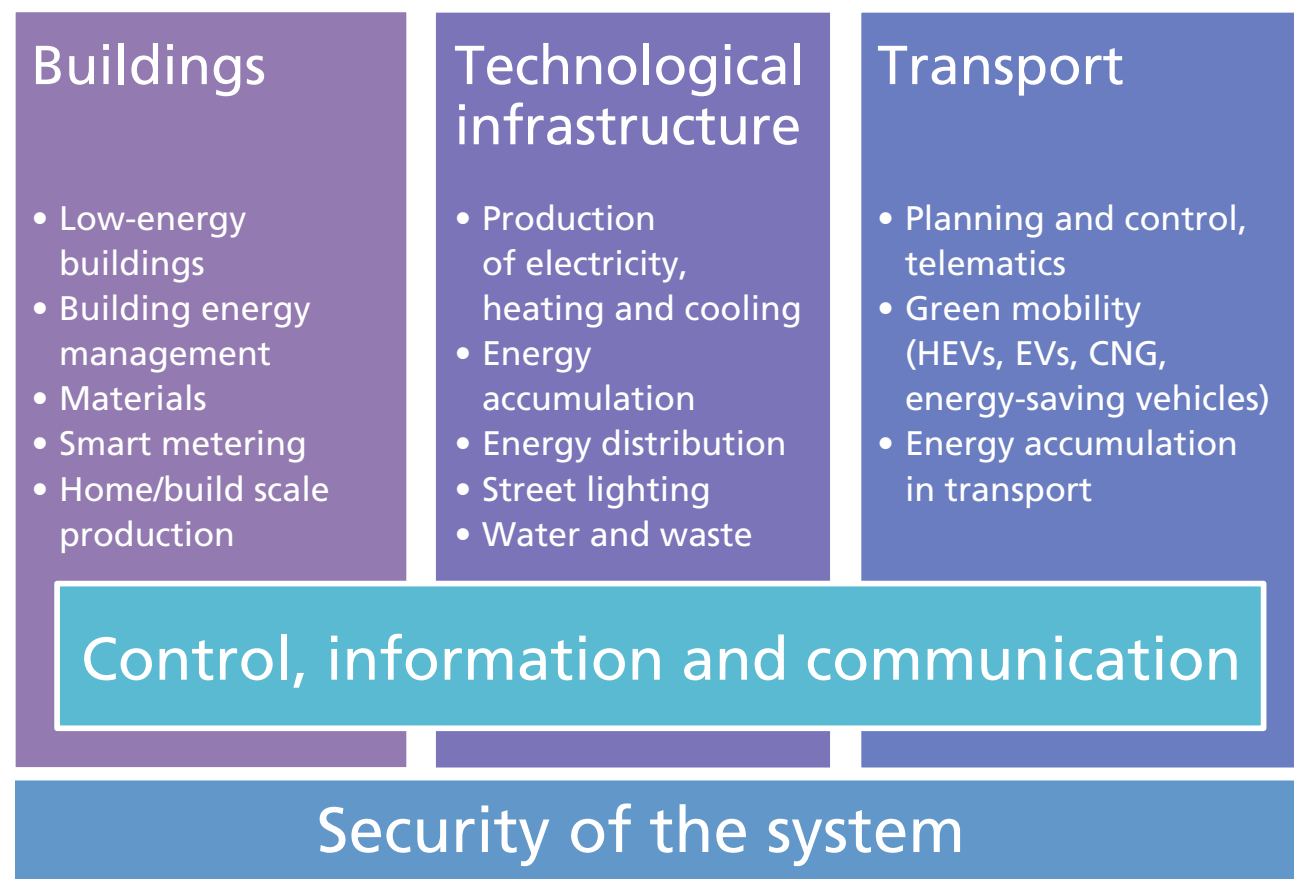 Buildings
• Low-energy
buildings
• Building energy
management
• Materials
• Smart metering
• Home/build scale
production
Technological
infrastructure
• Production
of electricity,
heating and cooling
• Energy
accumulation
• Energy distribution
• Street lighting
• Water and waste
Transport
• Planning and control,
telematics
• Green mobility
(HEVs, EVs, CNG,
energy-saving vehicles)
• Energy accumulation
in transport
Control, information and communication
Security of the system